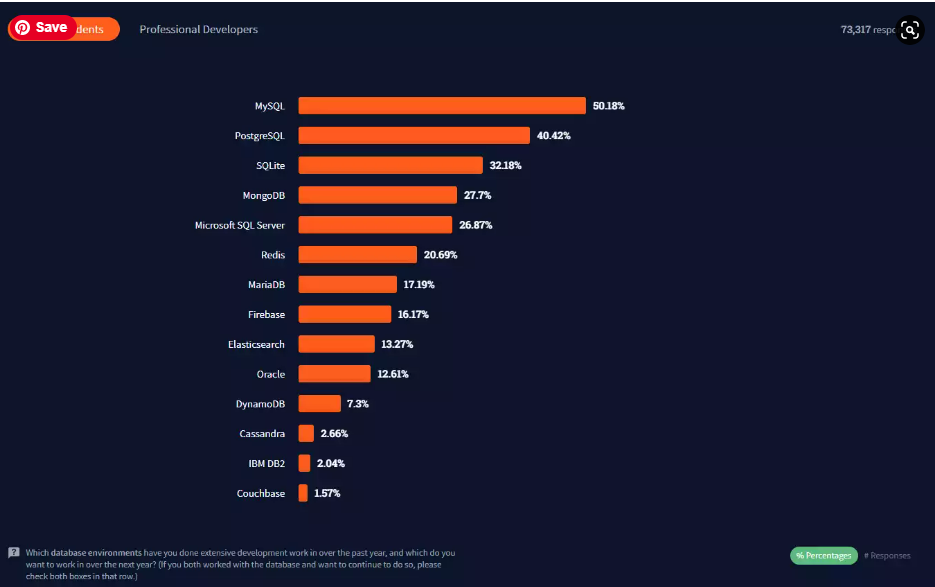 Save
dents
Professional Developers
73,317 respo
MySQL 50.18%
PostgreSQL 40.42%
SQLite 32.18%
MongoDB 27.7%
Microsoft SQL Server 26.87%
Redis 20.69%
MariaDB 17.19%
Firebase 16.17%
Elasticsearch 13.27%
Oracle 12.61%
DynamoDB 7.3%
Cassandra 2.66%
IBM DB2 2.04%
Couchbase 1.57%
? Which database environments have you done extensive development work in over the past year, and which do you
want to work in over the next year? (If you both worked with the database and want to continue to do so, please
check both boxes in that row.)
% Percentages
# Responses